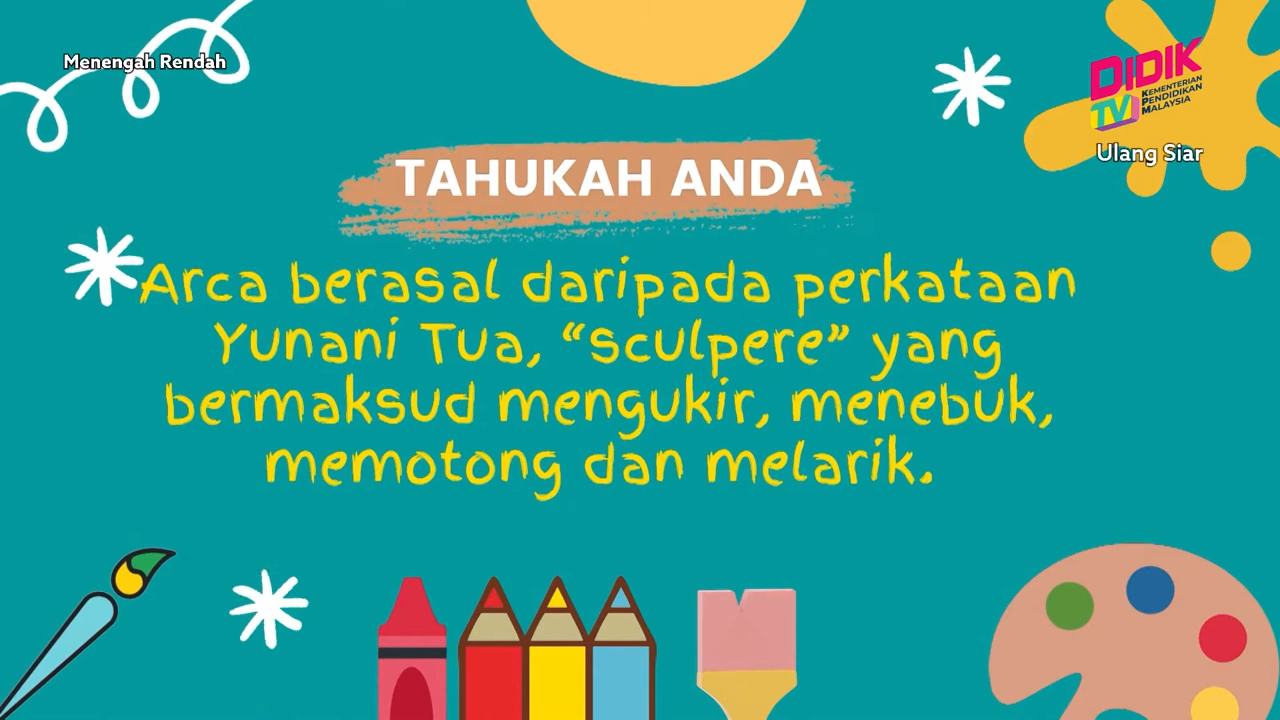 Menengah Rendah
DIDIK
TV
KEMENTERIAN
PENDIDIKAN
MALAYSIA
Ulang Siar
TAHUKAH ANDA
Arca berasal daripada perkataan
Yunani Tua, “sculpere” yang
bermaksud mengukir, menebuk,
memotong dan melarik.